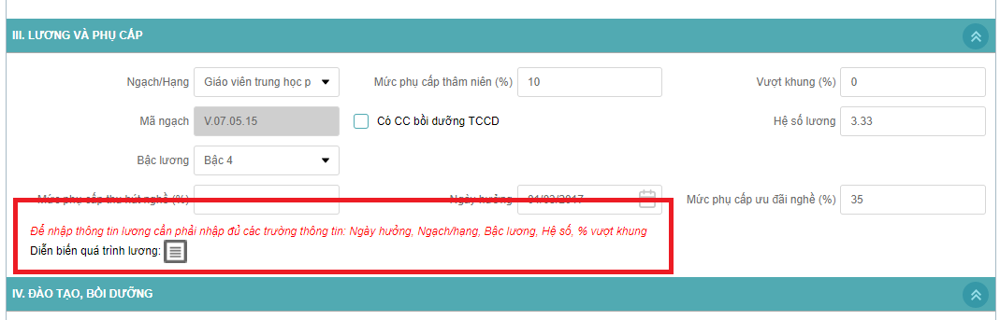 III. LƯƠNG VÀ PHỤ CẤP
Ngạch/Hạng Giáo viên trung học p Mức phụ cấp thâm niên (%) 10 Vượt khung (%) 0
Mã ngạch V.07.05.15 Có CC bồi dưỡng TCCD Hệ số lương 3.33
Bậc lương Bậc 4
Mức phụ cấp thu hút nghề (%) Ngày hưởng 01/03/2017 Mức phụ cấp ưu đãi nghề (%) 35
Để nhập thông tin lương cần phải nhập đủ các trường thông tin: Ngày hưởng, Ngạch/hạng, Bậc lương, Hệ số, % vượt khung
Diễn biến quá trình lương:
IV. ĐÀO TẠO, BỒI DƯỠNG